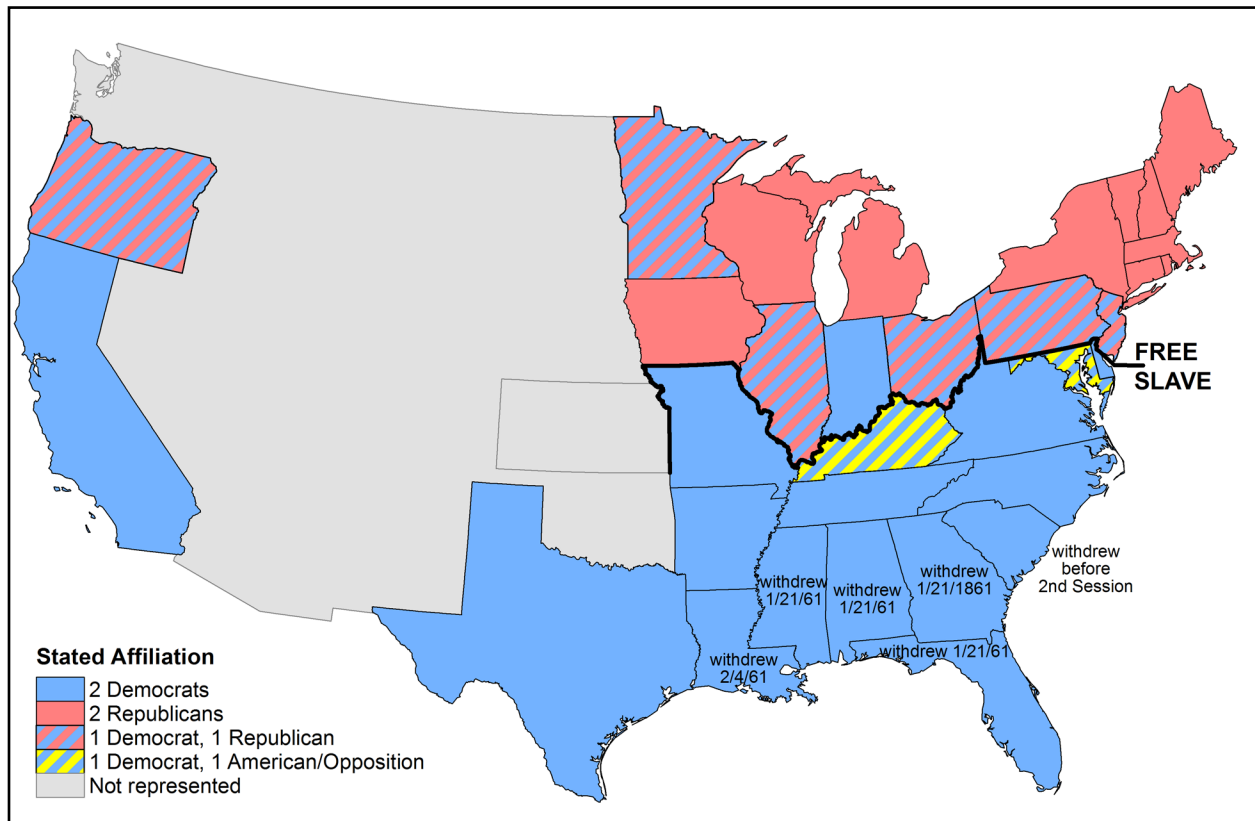 FREE
SLAVE
withdrew
before
2nd Session
withdrew
1/21/61
withdrew
1/21/61
withdrew
1/21/1861
withdrew 1/21/61
withdrew
2/4/61
Stated Affiliation
2 Democrats
2 Republicans
1 Democrat, 1 Republican
1 Democrat, 1 American/Opposition
Not represented